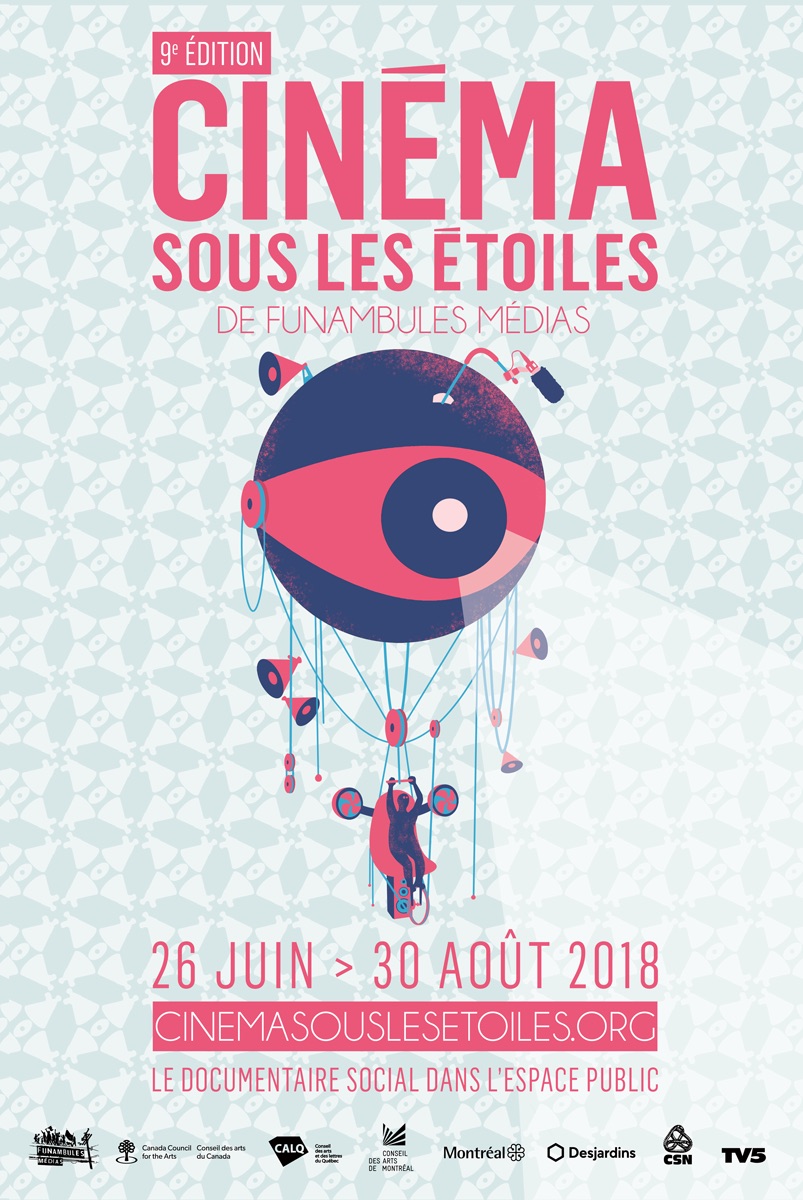 9e ÉDITION
CINÉMA
SOUS LES ÉTOILES
DE FUNAMBULES MÉDIAS
26 JUIN > 30 AOÛT 2018
CINEMASOUSLESETOILES.ORG
LE DOCUMENTAIRE SOCIAL DANS L'ESPACE PUBLIC
FUNAMBULES
MÉDIAS
Canada Council
for the Arts
Conseil des arts
du Canada
CALQ
Conseil
des arts
et des lettres
du Québec
CONSEIL
DES ARTS
DE MONTRÉAL
Montréal
Desjardins
CSN
TV5